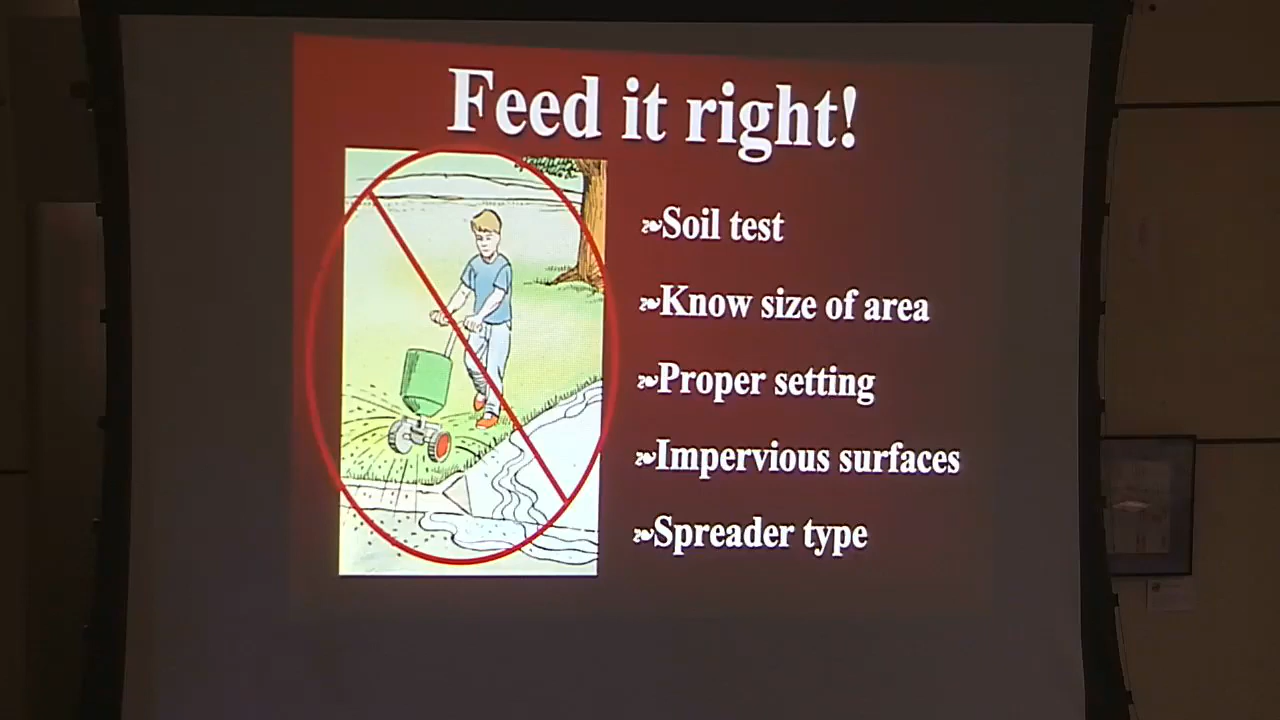 Feed it right!
Soil test
Know size of area
Proper setting
Impervious surfaces
Spreader type